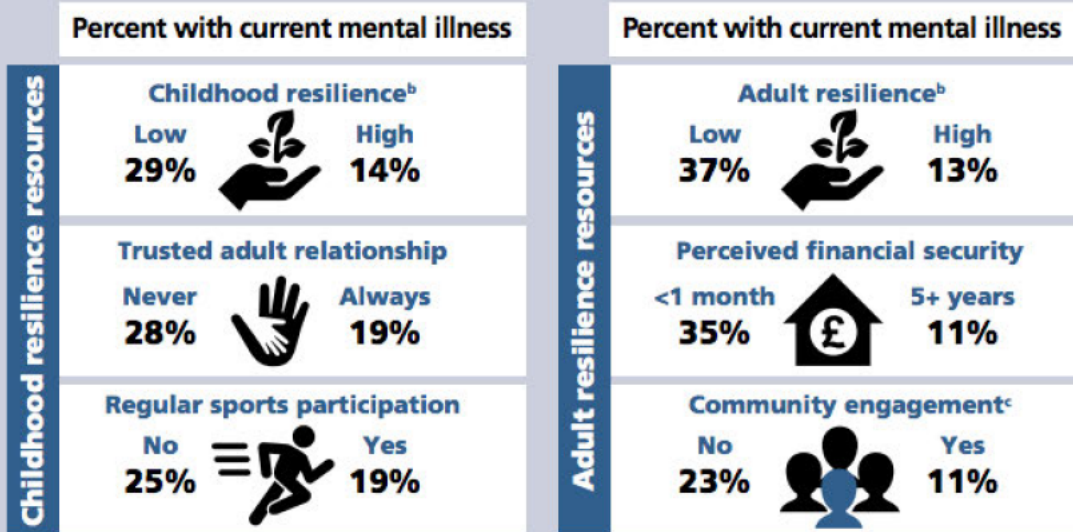 Percent with current mental illness
Childhood resilience resources
Childhood resilienceᵇ
Low High
29% 14%
Trusted adult relationship
Never Always
28% 19%
Regular sports participation
No Yes
25% 19%
Percent with current mental illness
Adult resilience resources
Adult resilienceᵇ
Low High
37% 13%
Perceived financial security
<1 month 5+ years
35% £ 11%
Community engagementᶜ
No Yes
23% 11%